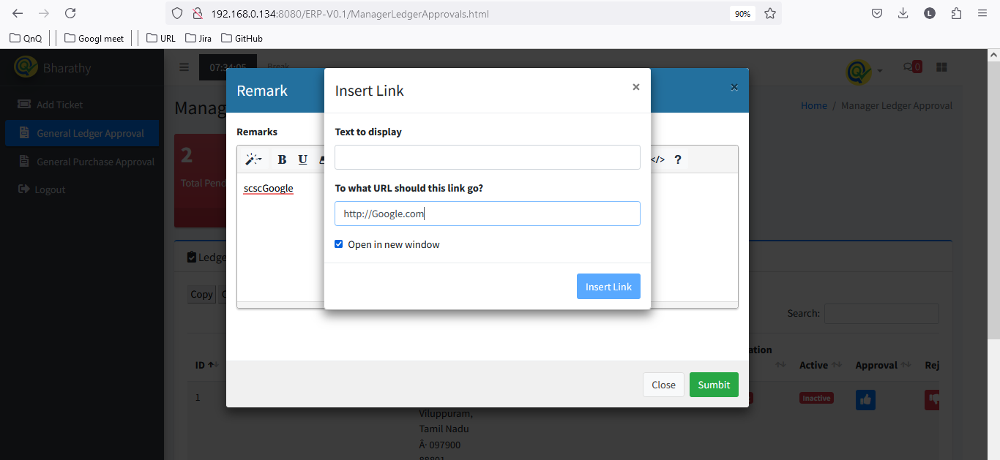 192.168.0.134:8080/ERP-V0.1/ManagerLedgerApprovals.html
90%
L
QnQ
Googl meet
URL
Jira
GitHub
Bharathy
07:34:05
Break
0
Add Ticket
General Ledger Approval
General Purchase Approval
Logout
Manag
Home / Manager Ledger Approval
2
Total Pend
Remark
×
Remarks
B U
</> ?
scscGoogle
Insert Link
×
Text to display
To what URL should this link go?
http://Google.com
Open in new window
Insert Link
Close
Sumbit
Ledge
Copy
Search:
ID
ation
Active
Approval
Rej
1
Inactive
Viluppuram,
Tamil Nadu
Â· 097900
88801